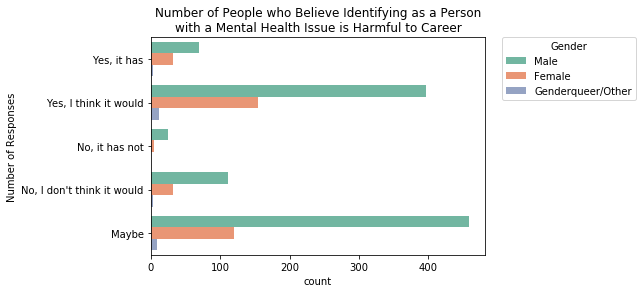 Number of People who Believe Identifying as a Person
with a Mental Health Issue is Harmful to Career
Gender
Male
Female
Genderqueer/Other
Number of Responses
Yes, it has
Yes, I think it would
No, it has not
No, I don't think it would
Maybe
0 100 200 300 400
count